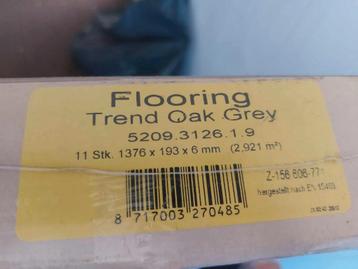 Flooring
Trend Oak Grey
5209.3126.1.9
11 Stk. 1376 x 193 x 6 mm (2,921 m²)
Z-156 606-771
hergestellt nach EN
8 717003 270485